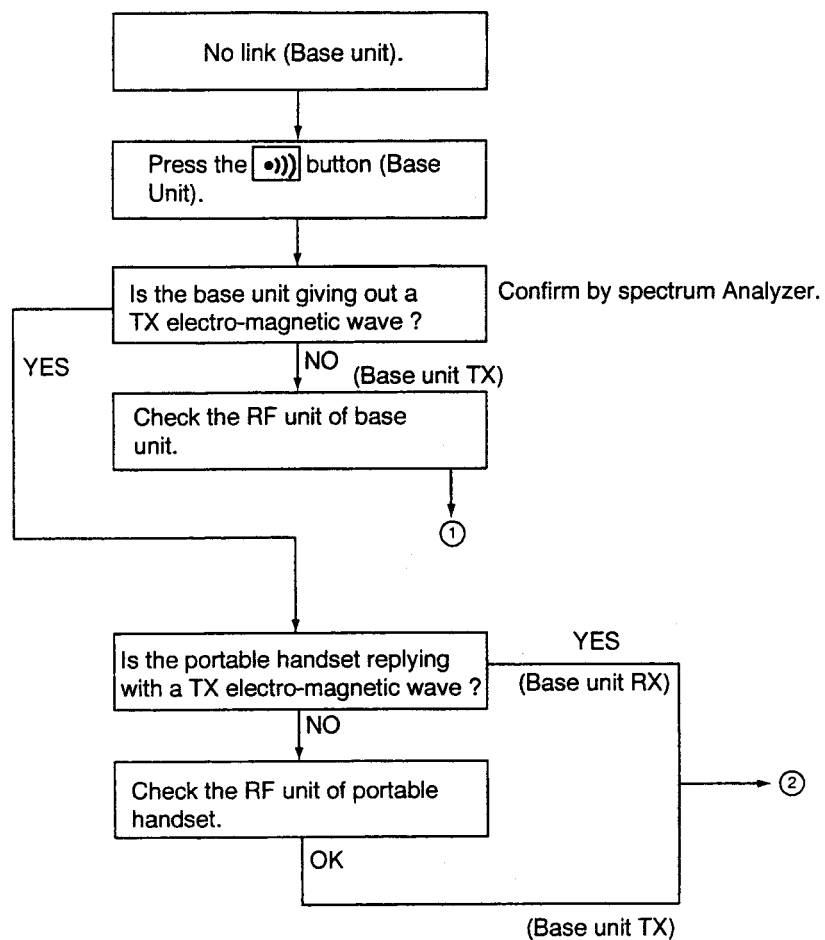 No link (Base unit).
Press the •))) button (Base
Unit).
Is the base unit giving out a
TX electro-magnetic wave ?
Confirm by spectrum Analyzer.
YES
NO
(Base unit TX)
Check the RF unit of base
unit.
1
Is the portable handset replying
with a TX electro-magnetic wave ?
YES
(Base unit RX)
NO
Check the RF unit of portable
handset.
2
OK
(Base unit TX)